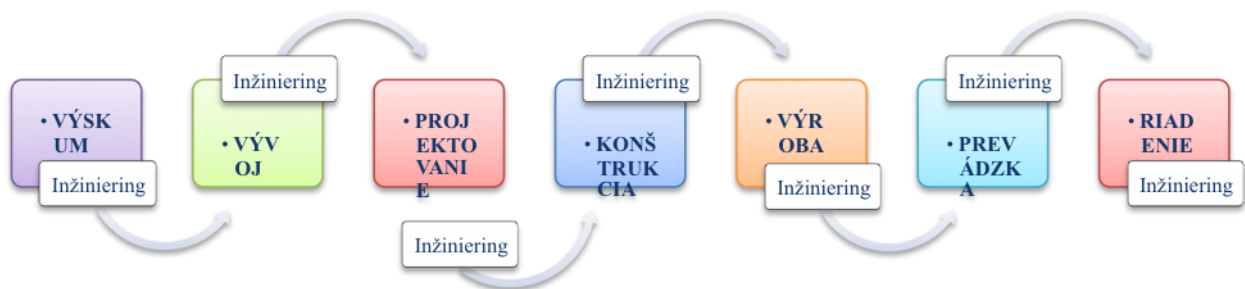 • VÝSK
UM
Inžiniering
Inžiniering
• VÝV
OJ
• PROJ
EKTO
VANI
E
Inžiniering
Inžiniering
• KONŠ
TRUK
CIA
• VÝR
OBA
Inžiniering
Inžiniering
• PREV
ÁDZK
A
• RIAD
ENIE
Inžiniering